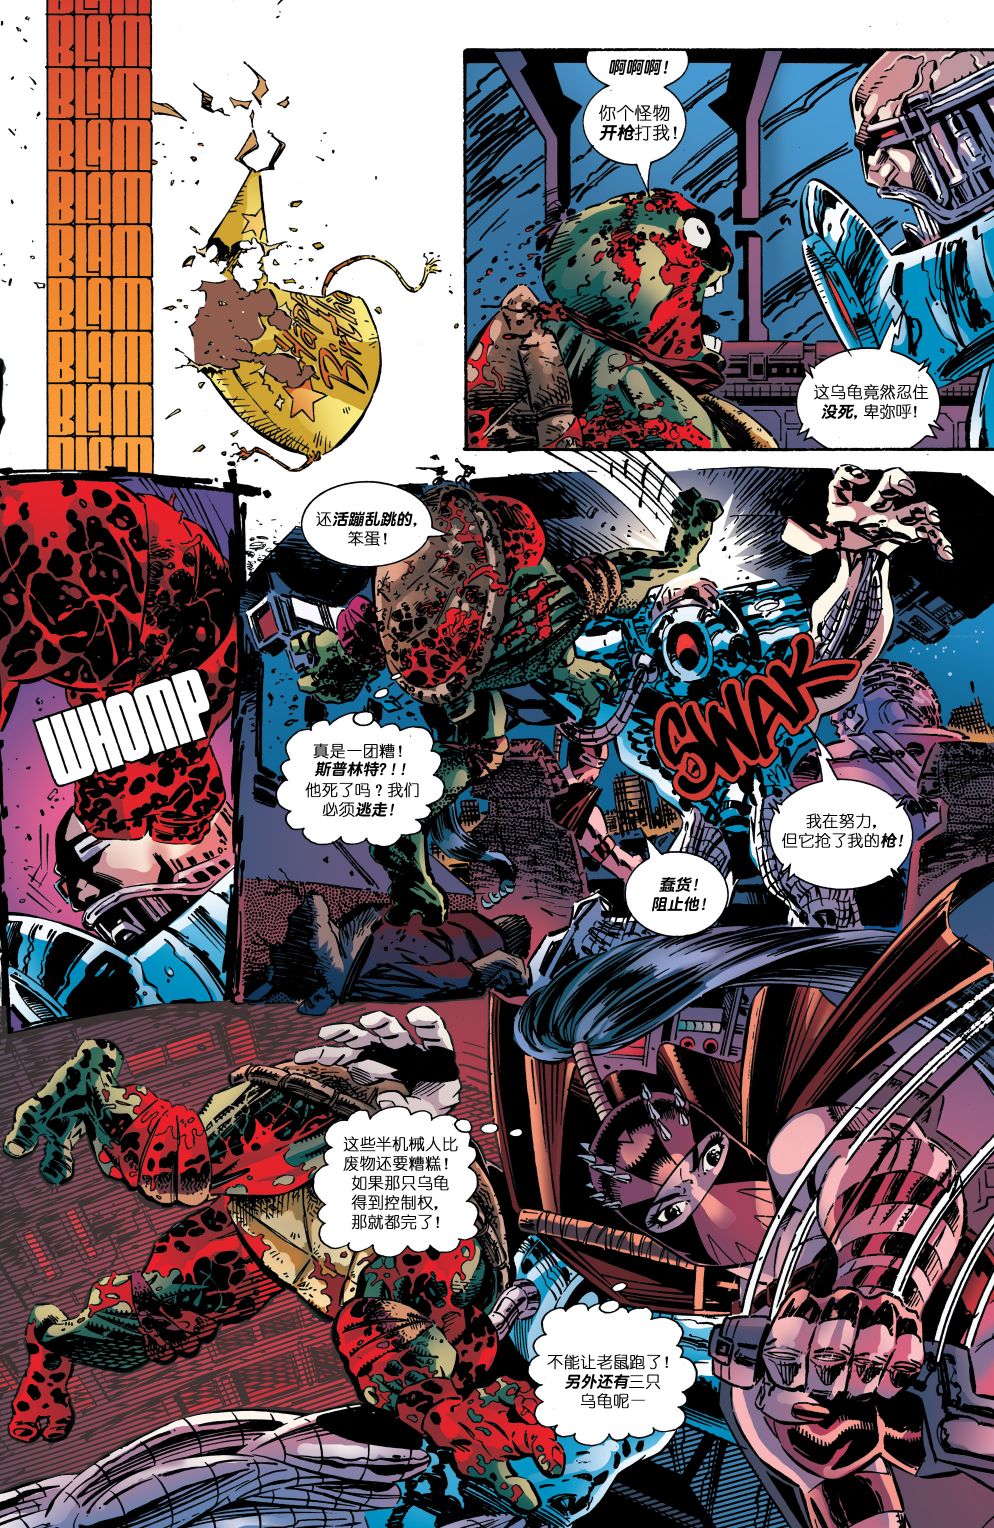 BLAM
BLAM
BLAM
BLAM
BLAM
BLAM
BLAM
BLAM
BLAM
啊啊啊！
你个怪物
开枪打我！
这乌龟竟然忍住
没死，卑弥呼！
WHOMP
还活蹦乱跳的，
笨蛋！
真是一团糟！
斯普林特？！！
他死了吗？我们
必须逃走！
SWAK
我在努力，
但它抢了我的枪！
蠢货！
阻止他！
这些半机械人比
废物还要糟糕！
如果那只乌龟
得到控制权，
那就都完了！
不能让老鼠跑了！
另外还有三只
乌龟呢—